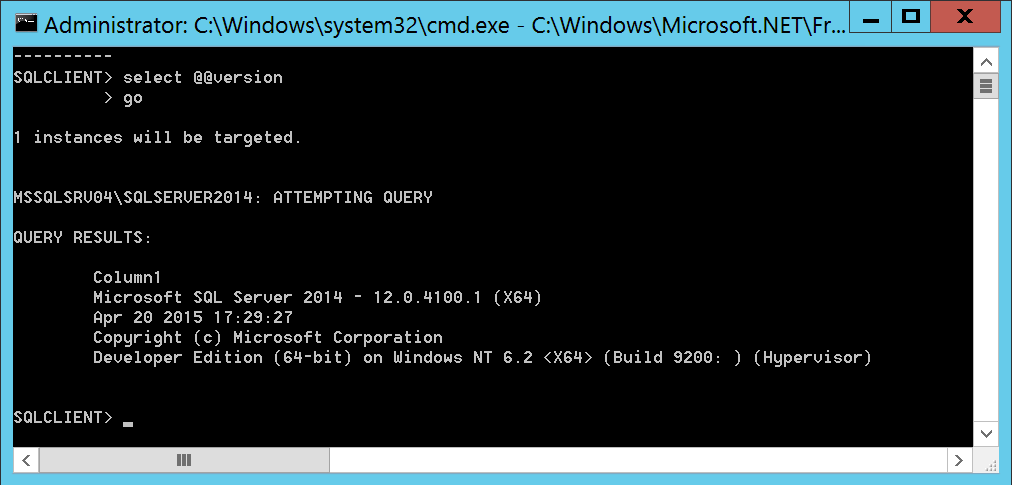 Administrator: C:\Windows\system32\cmd.exe - C:\Windows\Microsoft.NET\Fr...
----------
SQLCLIENT> select @@version
         > go
1 instances will be targeted.
MSSQLSRV04\SQLSERVER2014: ATTEMPTING QUERY
QUERY RESULTS:
        Column1
        Microsoft SQL Server 2014 - 12.0.4100.1 (X64)
        Apr 20 2015 17:29:27
        Copyright (c) Microsoft Corporation
        Developer Edition (64-bit) on Windows NT 6.2 <X64> (Build 9200: ) (Hypervisor)
SQLCLIENT> _